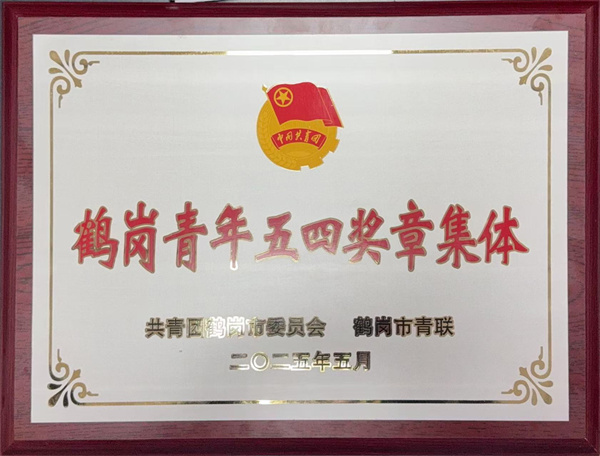 中国共青团
鹤岗青年五四奖章集体
共青团鹤岗市委员会 鹤岗市青联
二〇二五年五月